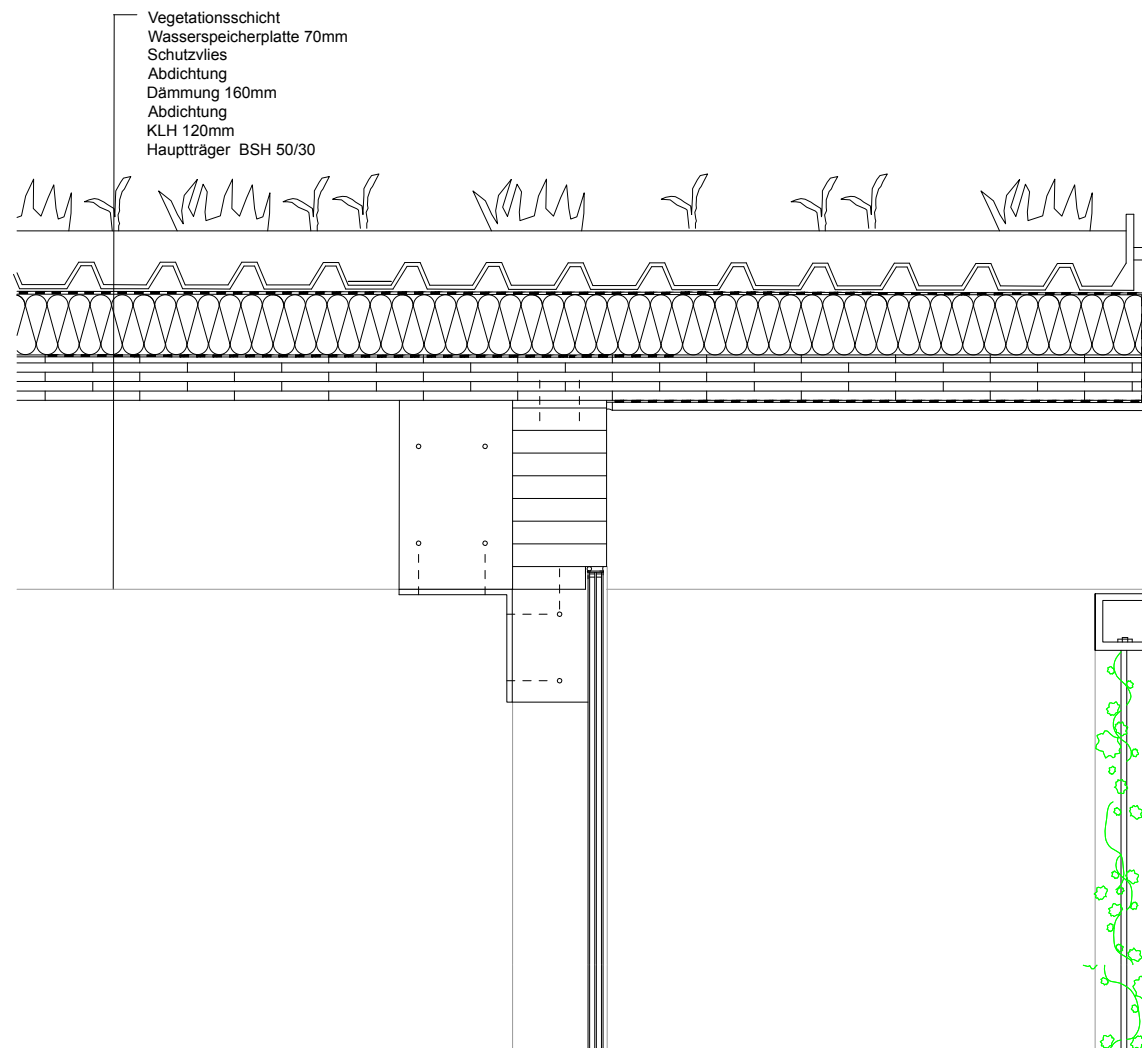 Vegetationsschicht
Wasserspeicherplatte 70mm
Schutzvlies
Abdichtung
Dämmung 160mm
Abdichtung
KLH 120mm
Hauptträger BSH 50/30